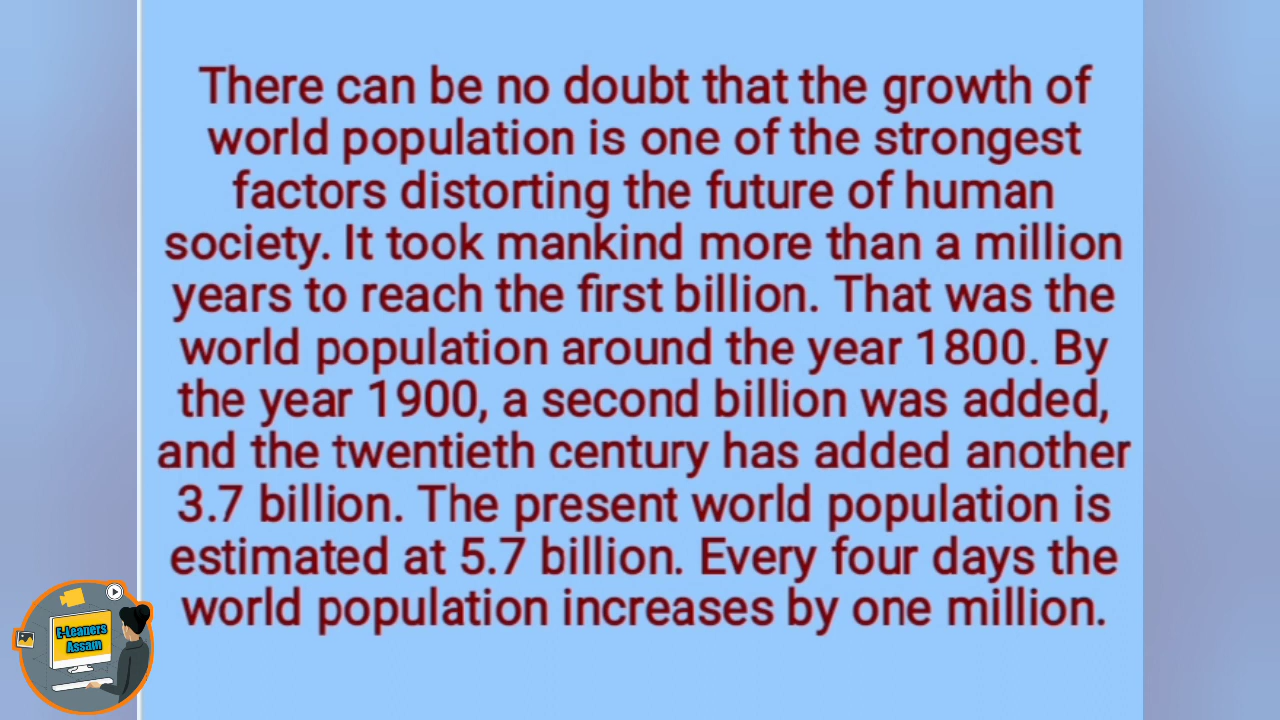 There can be no doubt that the growth of
world population is one of the strongest
factors distorting the future of human
society. It took mankind more than a million
years to reach the first billion. That was the
world population around the year 1800. By
the year 1900, a second billion was added,
and the twentieth century has added another
3.7 billion. The present world population is
estimated at 5.7 billion. Every four days the
world population increases by one million.
E-Leaners
Assam